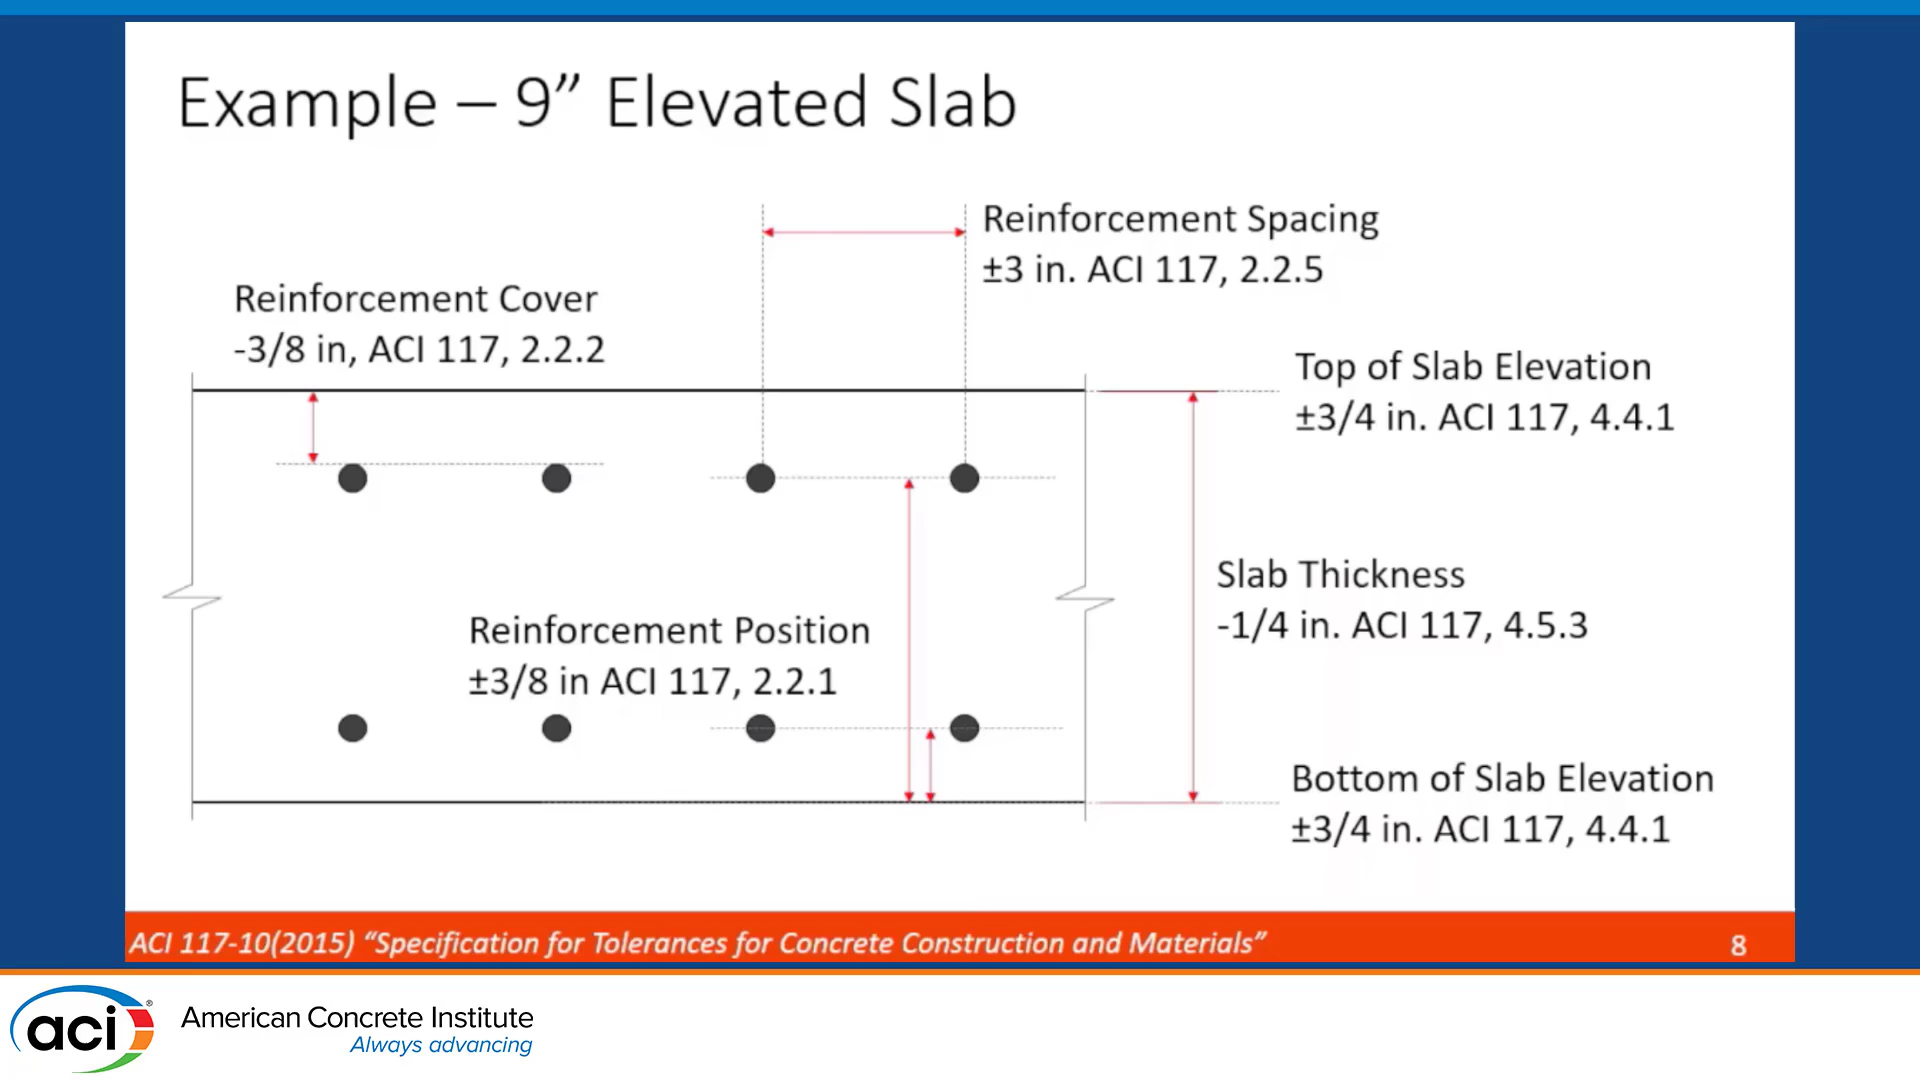 Example – 9” Elevated Slab
Reinforcement Spacing
±3 in. ACI 117, 2.2.5
Reinforcement Cover
-3/8 in, ACI 117, 2.2.2
Top of Slab Elevation
±3/4 in. ACI 117, 4.4.1
Slab Thickness
-1/4 in. ACI 117, 4.5.3
Reinforcement Position
±3/8 in ACI 117, 2.2.1
Bottom of Slab Elevation
±3/4 in. ACI 117, 4.4.1
ACI 117-10(2015) “Specification for Tolerances for Concrete Construction and Materials”
8
aci®
American Concrete Institute
Always advancing